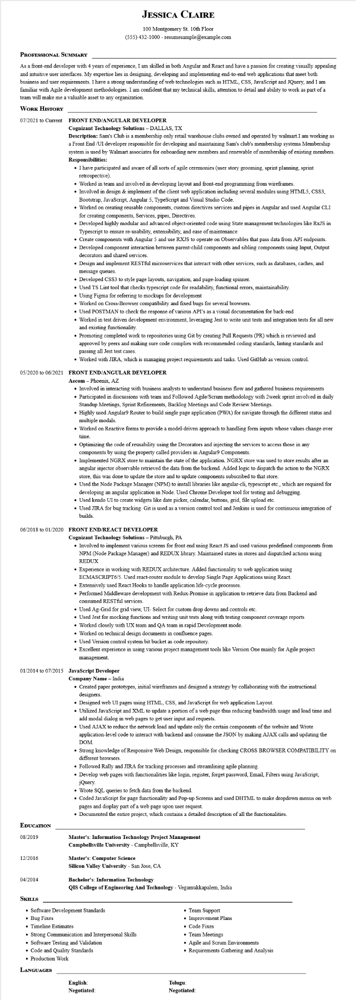 Jessica Claire
100 Montgomery St. 10th Floor
(555) 432-1000 - resumesample@example.com
Professional Summary
As a front-end developer with 4 years of experience, I am skilled in both Angular and React and have a passion for creating visually appealing
and intuitive user interfaces. My expertise lies in designing, developing and implementing end-to-end web applications that meet both
business and user requirements. I have a strong understanding of web technologies such as HTML, CSS, JavaScript and JQuery, and I am
familiar with Agile development methodologies. I am confident that my technical skills, attention to detail and ability to work as part of a
team will make me a valuable asset to any organization.
Work History
07/2021 to Current FRONT END/ANGULAR DEVELOPER
Cognizant Technology Solutions – DALLAS, TX
Description: Sam's Club is a membership only retail warehouse clubs owned and operated by walmart.I am working as
a Front End /UI developer responsible for developing and maintaining Sam's club's membership systems Membership
system is used by Walmart associates for onboarding new members and renewable of membership of existing members.
Responsibilities:
• I have participated and aware of all sorts of agile ceremonies (user story grooming, sprint planning, sprint
retrospective).
• Worked in team and involved in developing layout and front-end programming from wireframes.
• Involved in design & implement of the client web application including several modules using HTML5, CSS3,
Bootstrap, JavaScript, Angular 5, TypeScript and Visual Studio Code.
• Worked on creating reusable components, custom directives services and pipes in Angular and used Angular CLI
for creating components, Services, pipes, Directives.
• Developed highly modular and advanced object-oriented code using State management technologies like RxJS in
Typescript to ensure re-usability, extensibility, and ease of maintenance
• Create components with Angular 5 and use RXJS to operate on Observables that pass data from API endpoints.
• Developed component interaction between parent-child components and sibling components using Input, Output
decorators and shared services.
• Design and implement RESTful microservices that interact with other services, such as databases, caches, and
message queues.
• Developed CSS3 to style page layouts, navigation, and page-loading spinner.
• Used TS Lint tool that checks typescript code for readability, functional errors, maintainability.
• Using Figma for referring to mockups for development
• Worked on Cross-Browser compatibility and fixed bugs for several browsers.
• Used POSTMAN to check the response of various API's as a visual documentation for back-end
• Worked in test driven development environment, leveraging Jest to write unit tests and integration tests for all new
and existing functionality.
• Promoting completed work to repositories using Git by creating Pull Requests (PR) which is reviewed and
approved by peers and making sure code complies with recommended coding standards, linting standards and
passing all Jest test cases.
• Worked with JIRA, which is managing project requirements and tasks. Used GitHub as version control.
05/2020 to 06/2021 FRONT END/ANGULAR DEVELOPER
Aecom – Phoenix, AZ
• Involved in interacting with business analysts to understand business flow and gathered business requirements
• Participated in discussions with team and Followed Agile/Scrum methodology with 2week sprint involved in daily
Standup Meetings, Sprint Refinements, Backlog Meetings and Code Review Meetings.
• Highly used Angular9 Router to build single page application (PWA) for navigate through the different status and
multiple modals.
• Worked on Reactive forms to provide a model-driven approach to handling form inputs whose values change over
time.
• Optimizing the code of reusability using the Decorators and injecting the services to access those in any
components by using the property called providers in Angular9 Components.
• Implemented NGRX store to maintain the state of the application. NGRX store was used to store results after an
angular injector observable retrieved the data from the backend. Added logic to dispatch the action to the NGRX
store, this was done to update the store and to update components subscribed to that store.
• Used the Node Package Manager (NPM) to install libraries like angular-cli, typescript etc., which are required for
developing an angular application in Node. Used Chrome Developer tool for testing and debugging.
• Used kendo UI to create widgets like date picker, calendar, buttons, grid, file upload etc.
• Used JIRA for bug tracking. Git is used as a version control tool and Jenkins is used for continuous integration of
builds.
06/2018 to 01/2020 FRONT END/REACT DEVELOPER
Cognizant Technology Solutions – Pittsburgh, PA
• Involved to implement various screens for front end using React JS and used various predefined components from
NPM (Node Package Manager) and REDUX library. Maintained states in stores and dispatched actions using
REDUX
• Experience in working with REDUX architecture. Added functionality to web application using
ECMASCRIPT6/5. Used react-router module to develop Single Page Applications using React.
• Extensively used React Hooks to handle application life-cycle processes.
• Performed Middleware development with Redux-Promise in application to retrieve data from Backend and
consumed RESTful services.
• Used Ag-Grid for grid view, UI- Select for custom drop downs and controls etc.
• Used Jest for mocking functions and writing unit tests along with testing component coverage reports
• Worked closely with UX team and QA team in rapid Development mode.
• Worked on technical design documents in confluence pages.
• Used Version control system bit bucket as code repository.
• Excellent experience in using various project management tools like Version One mainly for Agile project
management.
01/2014 to 07/2015 JavaScript Developer
Company Name – India
• Created paper prototypes, initial wireframes and designed a strategy by collaborating with the instructional
designers.
• Designed web UI pages using HTML, CSS, and JavaScript for web application Layout.
• Utilized JavaScript and XML to update a portion of a web page thus reducing bandwidth usage and load time and
add modal dialog in web pages to get user input and requests.
• Used AJAX to reduce the network load and update only the certain components of the website and Wrote
application-level code to interact with backend and consume the JSON by making AJAX calls and updating the
DOM.
• Strong knowledge of Responsive Web Design, responsible for checking CROSS BROWSER COMPATIBILITY on
different browsers.
• Followed Rally and JIRA for tracking processes and streamlining agile planning.
• Develop web pages with functionalities like login, register, forget password, Email, Filters using JavaScript,
jQuery.
• Wrote SQL queries to fetch data from the backend.
• Coded JavaScript for page functionality and Pop-up Screens and used DHTML to make dropdown menus on web
pages and display part of a web page upon user request.
• Documented the entire project, which contains a detailed description of all the functionalities.
Education
08/2019 Master's: Information Technology Project Management
Campbellsville University - Campbellsville, KY
12/2016 Master's: Computer Science
Silicon Valley University - San Jose, CA
04/2014 Bachelor's: Information Technology
QIS College of Engineering And Technology - Vegamukkapalem, India
Skills
• Software Development Standards
• Bug Fixes
• Timeline Estimates
• Strong Communication and Interpersonal Skills
• Software Testing and Validation
• Code and Quality Standards
• Production Work
• Team Support
• Improvement Plans
• Code Fixes
• Team Meetings
• Agile and Scrum Environments
• Requirements Gathering and Analysis
Languages
English: Telugu:
Negotiated: Negotiated: